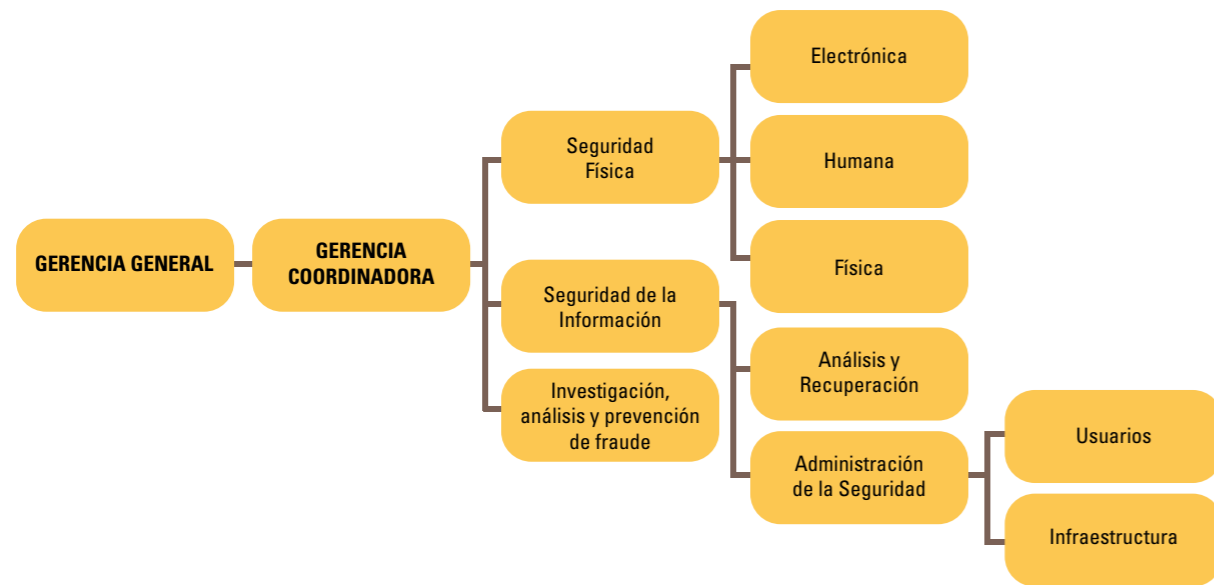 GERENCIA GENERAL
GERENCIA
COORDINADORA
Seguridad
Física
Electrónica
Humana
Física
Seguridad de la
Información
Análisis y
Recuperación
Administración
de la Seguridad
Usuarios
Infraestructura
Investigación,
análisis y prevención
de fraude